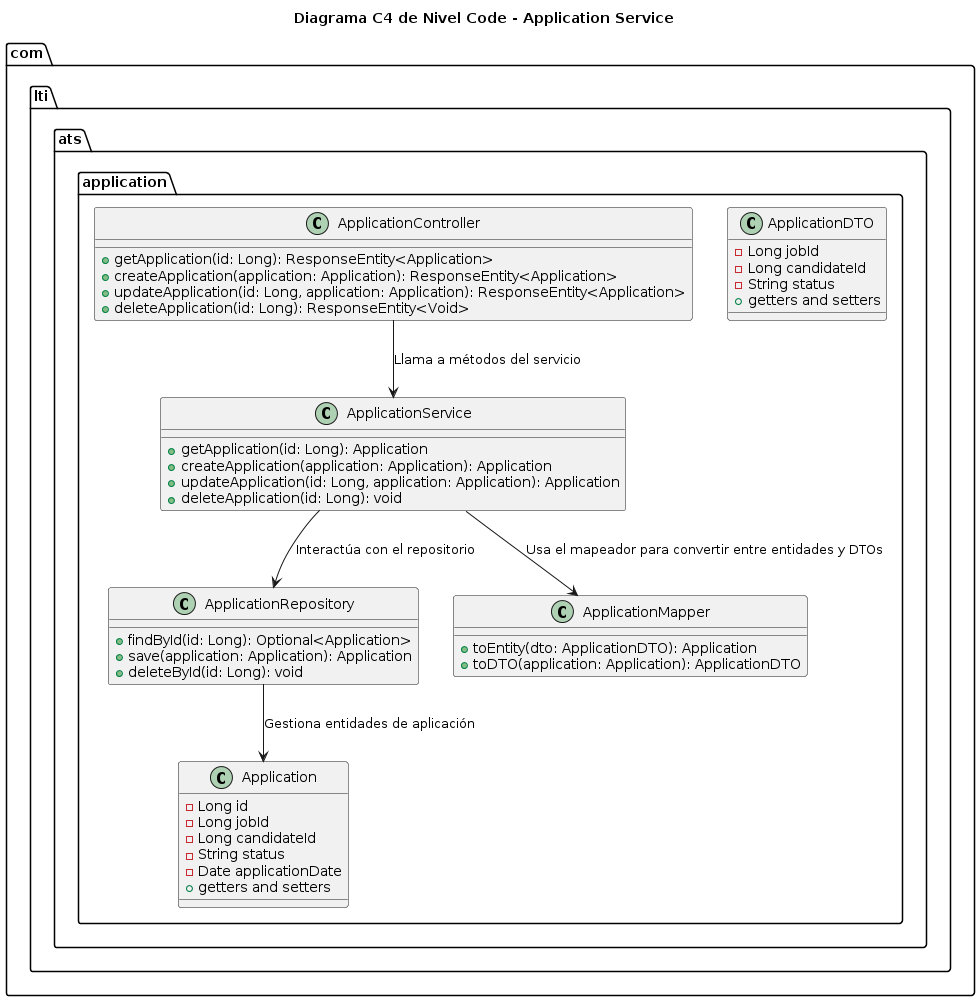 Diagrama C4 de Nivel Code - Application Service
com
lti
ats
application
C ApplicationController
getApplication(id: Long): ResponseEntity<Application>
createApplication(application: Application): ResponseEntity<Application>
updateApplication(id: Long, application: Application): ResponseEntity<Application>
deleteApplication(id: Long): ResponseEntity<Void>
C ApplicationDTO
Long jobId
Long candidateId
String status
getters and setters
Llama a métodos del servicio
C ApplicationService
getApplication(id: Long): Application
createApplication(application: Application): Application
updateApplication(id: Long, application: Application): Application
deleteApplication(id: Long): void
Interactúa con el repositorio
Usa el mapeador para convertir entre entidades y DTOs
C ApplicationRepository
findById(id: Long): Optional<Application>
save(application: Application): Application
deleteById(id: Long): void
C ApplicationMapper
toEntity(dto: ApplicationDTO): Application
toDTO(application: Application): ApplicationDTO
Gestiona entidades de aplicación
C Application
Long id
Long jobId
Long candidateId
String status
Date applicationDate
getters and setters